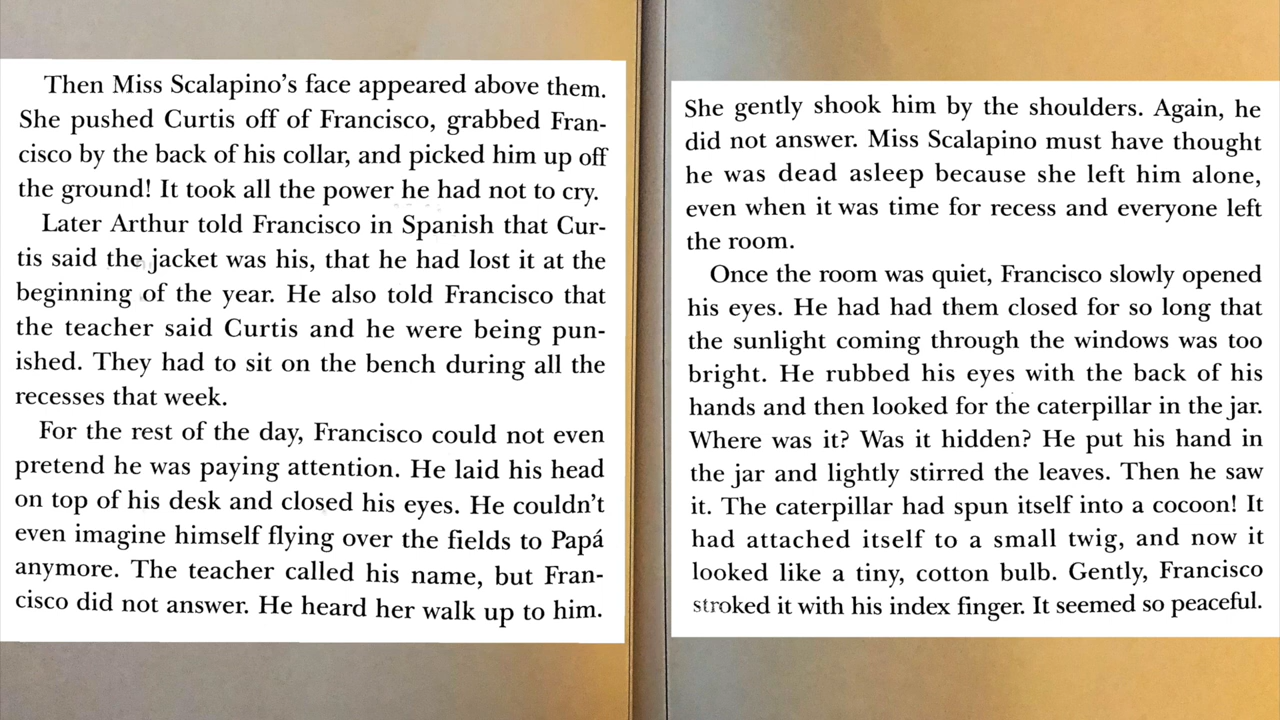 Then Miss Scalapino's face appeared above them.
She pushed Curtis off of Francisco, grabbed Fran-
cisco by the back of his collar, and picked him up off
the ground! It took all the power he had not to cry.
Later Arthur told Francisco in Spanish that Cur-
tis said the jacket was his, that he had lost it at the
beginning of the year. He also told Francisco that
the teacher said Curtis and he were being pun-
ished. They had to sit on the bench during all the
recesses that week.
For the rest of the day, Francisco could not even
pretend he was paying attention. He laid his head
on top of his desk and closed his eyes. He couldn't
even imagine himself flying over the fields to Papá
anymore. The teacher called his name, but Fran-
cisco did not answer. He heard her walk up to him.
She gently shook him by the shoulders. Again, he
did not answer. Miss Scalapino must have thought
he was dead asleep because she left him alone,
even when it was time for recess and everyone left
the room.
Once the room was quiet, Francisco slowly opened
his eyes. He had had them closed for so long that
the sunlight coming through the windows was too
bright. He rubbed his eyes with the back of his
hands and then looked for the caterpillar in the jar.
Where was it? Was it hidden? He put his hand in
the jar and lightly stirred the leaves. Then he saw
it. The caterpillar had spun itself into a cocoon! It
had attached itself to a small twig, and now it
looked like a tiny, cotton bulb. Gently, Francisco
stroked it with his index finger. It seemed so peaceful.